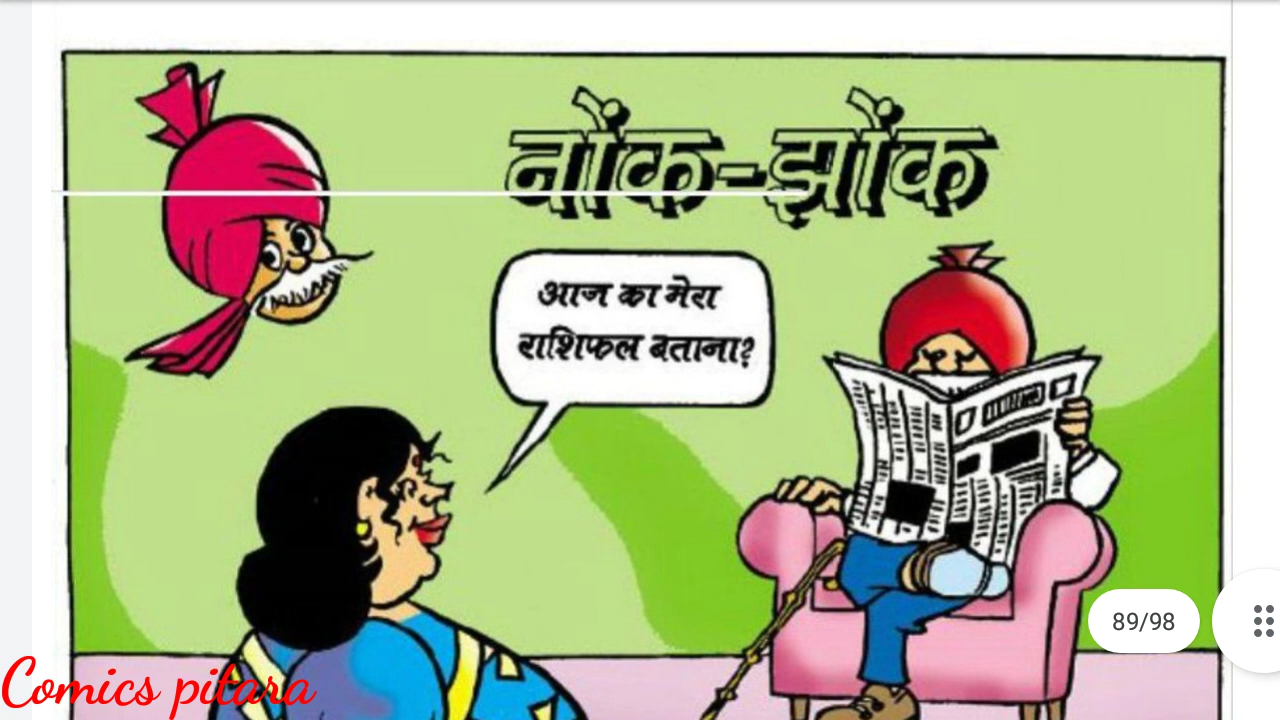 नोंक-झोंक
आज का मेरा
राशिफल बताना?
89/98
Comics pitara